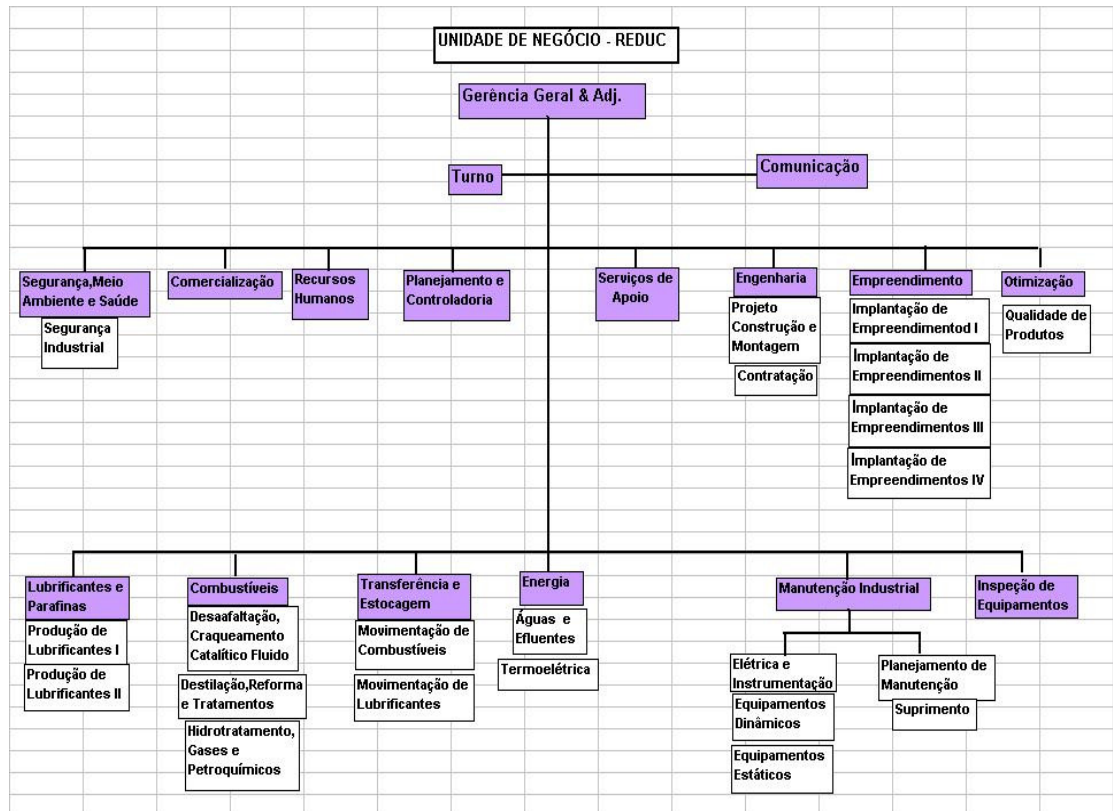 UNIDADE DE NEGÓCIO - REDUC
Gerência Geral & Adj.
Turno
Comunicação
Segurança,Meio
Ambiente e Saúde
Segurança
Industrial
Comercialização
Recursos
Humanos
Planejamento e
Controladoria
Serviços de
Apoio
Engenharia
Projeto
Construção e
Montagem
Contratação
Empreendimento
Implantação de
Empreendimentod I
Implantação de
Empreendimentos II
Implantação de
Empreendimentos III
Implantação de
Empreendimentos IV
Otimização
Qualidade de
Produtos
Lubrificantes e
Parafinas
Produção de
Lubrificantes I
Produção de
Lubrificantes II
Combustíveis
Desaafaltação,
Craqueamento
Catalítico Fluido
Destilação,Reforma
e Tratamentos
Hidrotratamento,
Gases e
Petroquímicos
Transferência e
Estocagem
Movimentação de
Combustíveis
Movimentação de
Lubrificantes
Energia
Águas e
Efluentes
Termoelétrica
Manutenção Industrial
Elétrica e
Instrumentação
Equipamentos
Dinâmicos
Equipamentos
Estáticos
Planejamento de
Manutenção
Suprimento
Inspeção de
Equipamentos